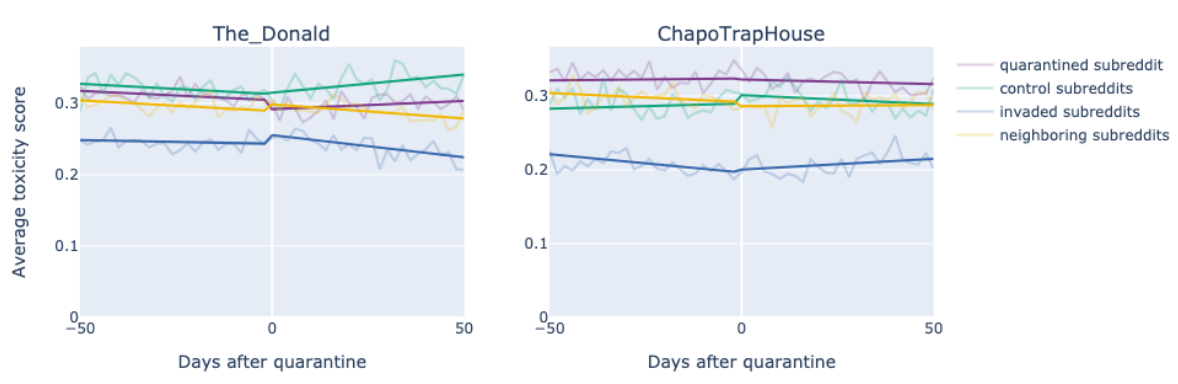 The_Donald
ChapoTrapHouse
Average toxicity score
0.3
0.2
0.1
0
−50
0
50
Days after quarantine
0.3
0.2
0.1
0
−50
0
50
Days after quarantine
quarantined subreddit
control subreddits
invaded subreddits
neighboring subreddits